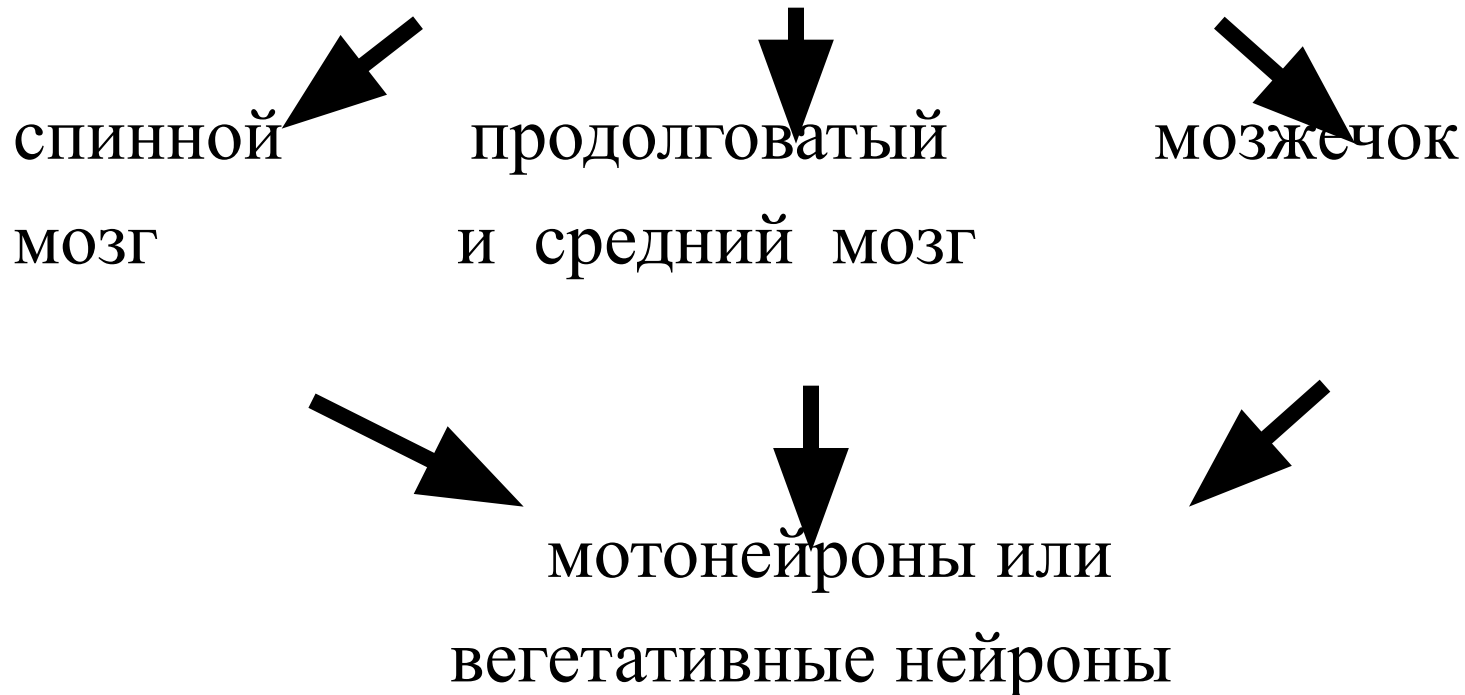 спинной продолговатый мозжечок
мозг и средний мозг
мотонейроны или
вегетативные нейроны